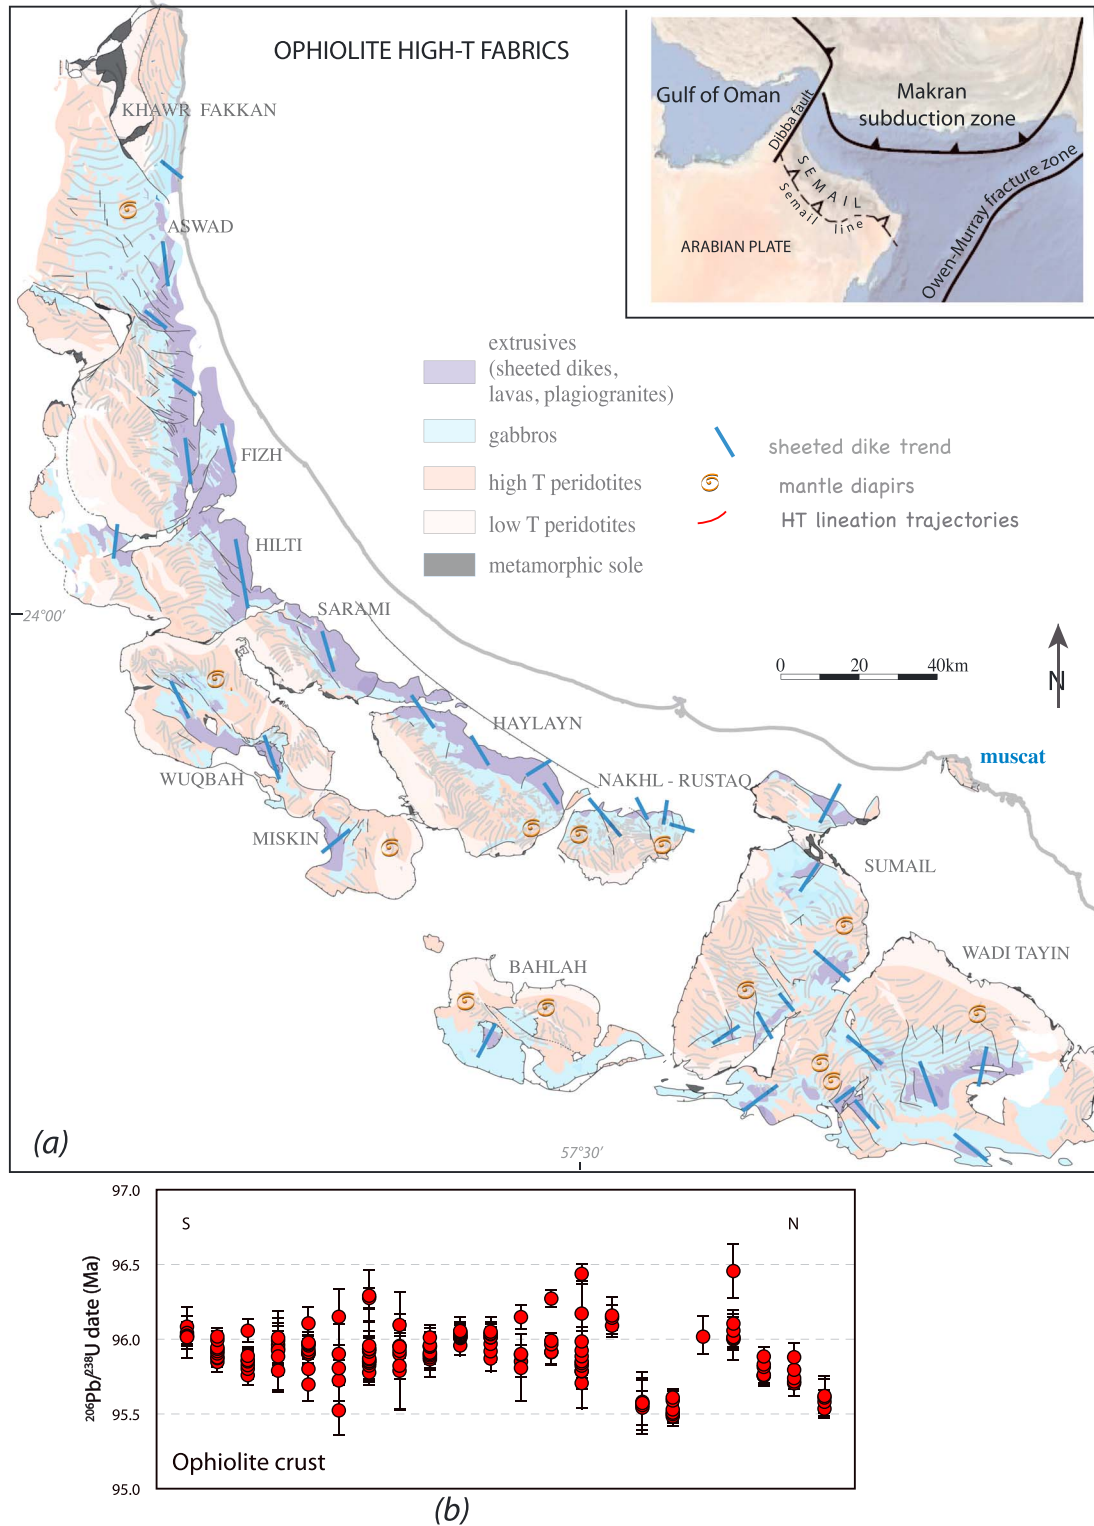 OPHIOLITE HIGH-T FABRICS
Gulf of Oman
Makran
subduction zone
Dibba fault
SEMAIL
Semail line
ARABIAN PLATE
Owen-Murray fracture zone
KHAWR FAKKAN
ASWAD
FIZH
HILTI
24°00'
SARAMI
HAYLAYN
WUQBAH
MISKIN
NAKHL - RUSTAQ
muscat
SUMAIL
BAHLAH
WADI TAYIN
extrusives
(sheeted dikes,
lavas, plagiogranites)
gabbros
high T peridotites
low T peridotites
metamorphic sole
sheeted dike trend
mantle diapirs
HT lineation trajectories
0 20 40km
N
(a)
57°30'
97.0
96.5
96.0
95.5
95.0
²⁰⁶Pb/²³⁸U date (Ma)
S
N
Ophiolite crust
(b)